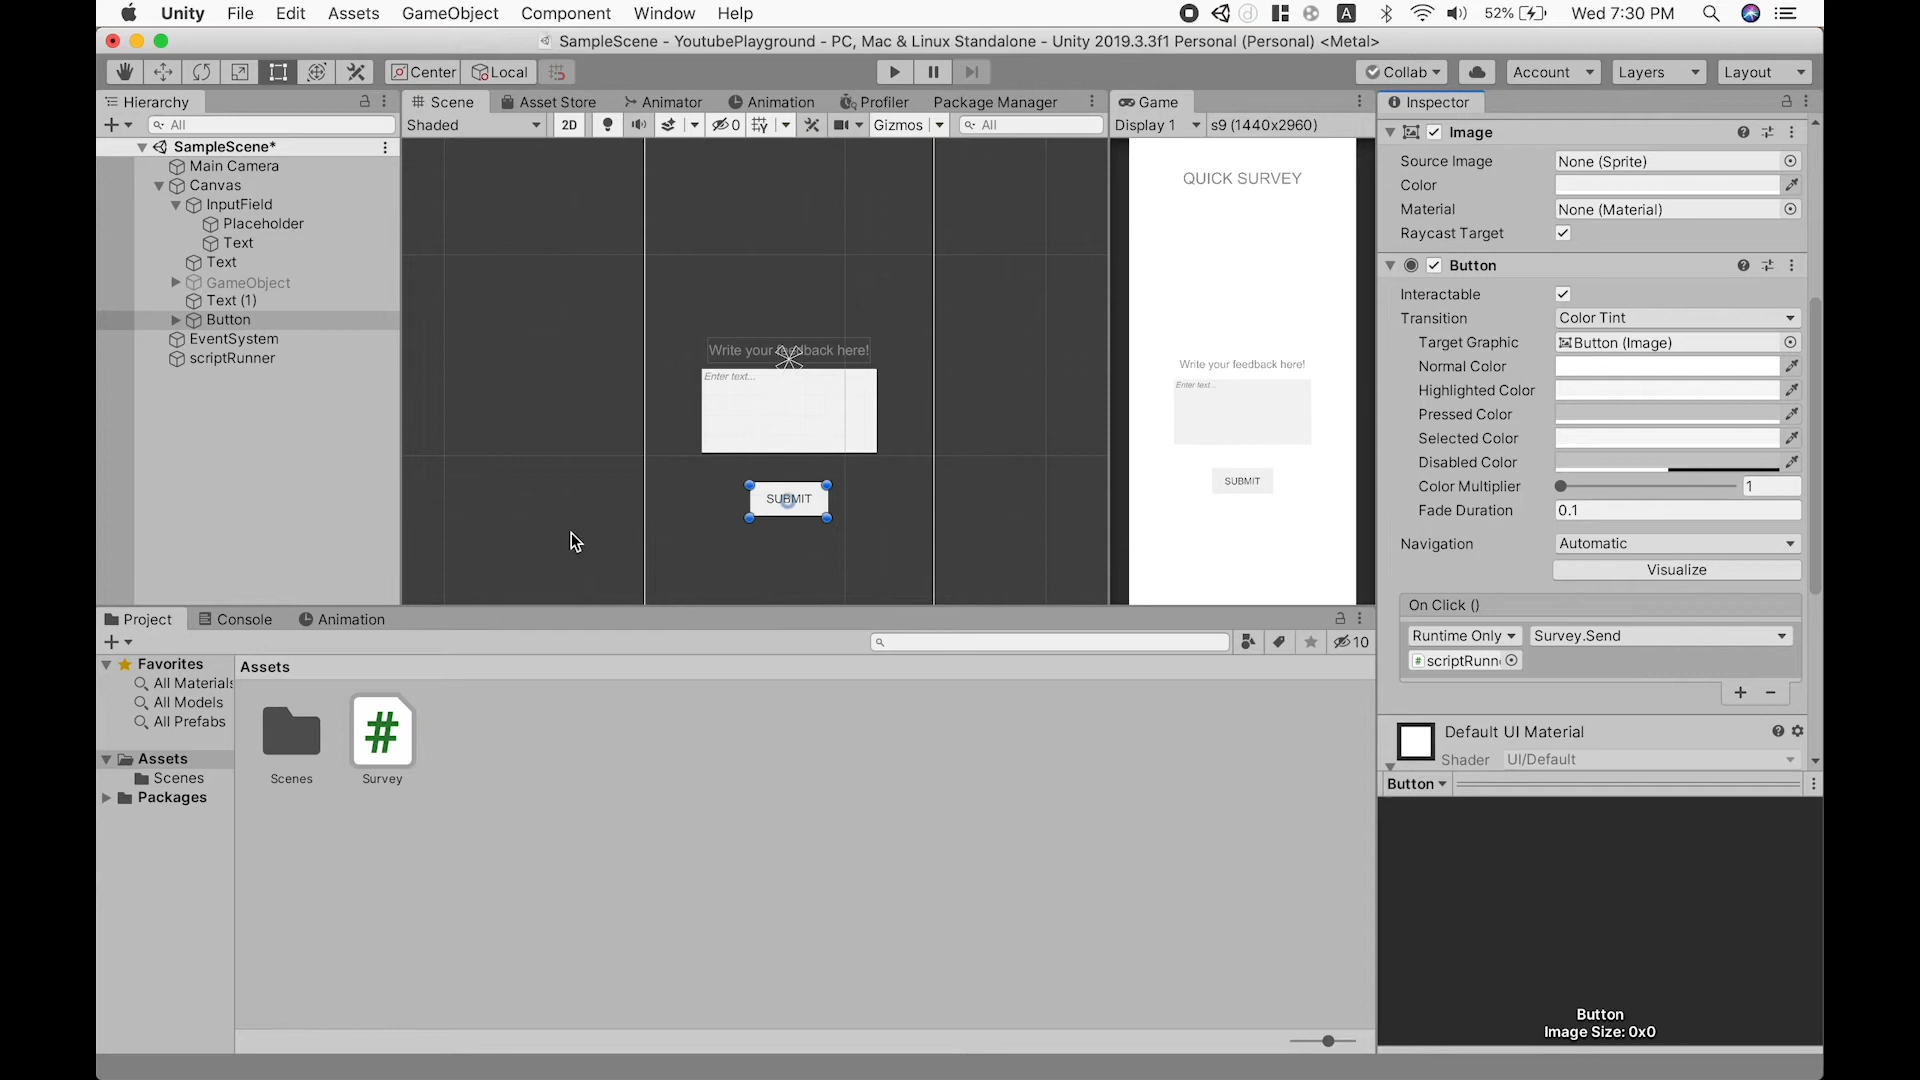 Unity File Edit Assets GameObject Component Window Help
A 52% Wed 7:30 PM
SampleScene - YoutubePlayground - PC, Mac & Linux Standalone - Unity 2019.3.3f1 Personal (Personal) <Metal>
Center Local Collab Account Layers Layout
Hierarchy
All
SampleScene*
Main Camera
Canvas
InputField
Placeholder
Text
Text
GameObject
Text (1)
Button
EventSystem
scriptRunner
Scene Asset Store Animator Animation Profiler Package Manager
Shaded 2D 0 Gizmos All
Write your feedback here!
Enter text...
SUBMIT
Game
Display 1 s9 (1440x2960)
QUICK SURVEY
Write your feedback here!
Enter text...
SUBMIT
Inspector
Image
Source Image None (Sprite)
Color
Material None (Material)
Raycast Target
Button
Interactable
Transition Color Tint
Target Graphic Button (Image)
Normal Color
Highlighted Color
Pressed Color
Selected Color
Disabled Color
Color Multiplier 1
Fade Duration 0.1
Navigation Automatic
Visualize
On Click ()
Runtime Only Survey.Send
# scriptRunn
Default UI Material
Shader UI/Default
Button
Button
Image Size: 0x0
Project Console Animation
10
Favorites
All Materials
All Models
All Prefabs
Assets
Scenes
Packages
Assets
#
Scenes Survey